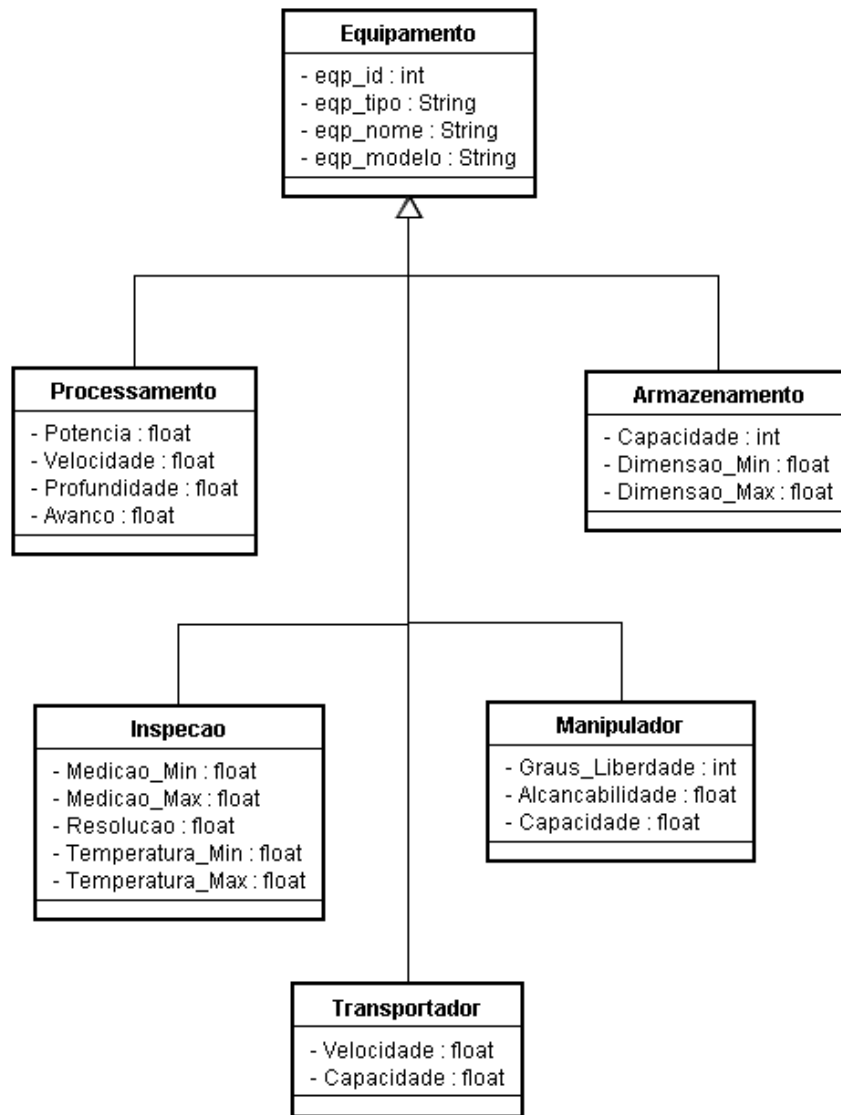 Equipamento
- eqp_id : int
- eqp_tipo : String
- eqp_nome : String
- eqp_modelo : String
Processamento
- Potencia : float
- Velocidade : float
- Profundidade : float
- Avanco : float
Armazenamento
- Capacidade : int
- Dimensao_Min : float
- Dimensao_Max : float
Inspecao
- Medicao_Min : float
- Medicao_Max : float
- Resolucao : float
- Temperatura_Min : float
- Temperatura_Max : float
Manipulador
- Graus_Liberdade : int
- Alcancabilidade : float
- Capacidade : float
Transportador
- Velocidade : float
- Capacidade : float